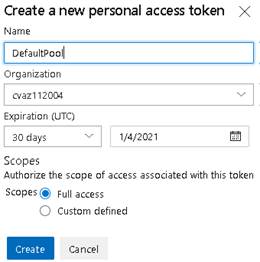 Create a new personal access token
Name
DefaultPool
Organization
cvaz112004
Expiration (UTC)
30 days 1/4/2021
Scopes
Authorize the scope of access associated with this token
Scopes Full access
Custom defined
Create Cancel